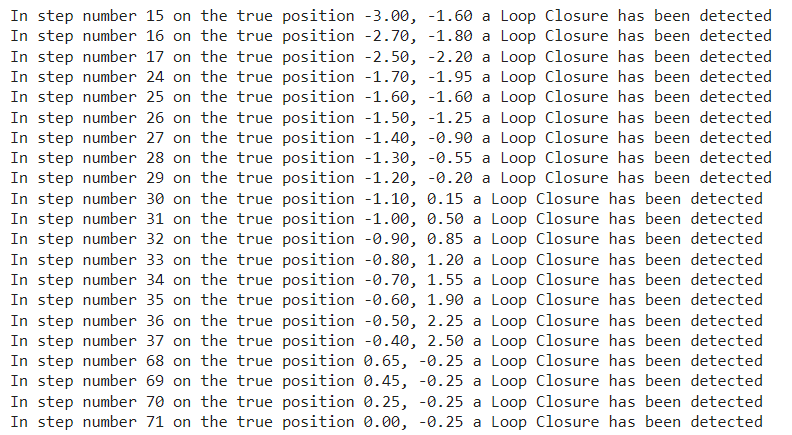 In step number 15 on the true position -3.00, -1.60 a Loop Closure has been detected
In step number 16 on the true position -2.70, -1.80 a Loop Closure has been detected
In step number 17 on the true position -2.50, -2.20 a Loop Closure has been detected
In step number 24 on the true position -1.70, -1.95 a Loop Closure has been detected
In step number 25 on the true position -1.60, -1.60 a Loop Closure has been detected
In step number 26 on the true position -1.50, -1.25 a Loop Closure has been detected
In step number 27 on the true position -1.40, -0.90 a Loop Closure has been detected
In step number 28 on the true position -1.30, -0.55 a Loop Closure has been detected
In step number 29 on the true position -1.20, -0.20 a Loop Closure has been detected
In step number 30 on the true position -1.10, 0.15 a Loop Closure has been detected
In step number 31 on the true position -1.00, 0.50 a Loop Closure has been detected
In step number 32 on the true position -0.90, 0.85 a Loop Closure has been detected
In step number 33 on the true position -0.80, 1.20 a Loop Closure has been detected
In step number 34 on the true position -0.70, 1.55 a Loop Closure has been detected
In step number 35 on the true position -0.60, 1.90 a Loop Closure has been detected
In step number 36 on the true position -0.50, 2.25 a Loop Closure has been detected
In step number 37 on the true position -0.40, 2.50 a Loop Closure has been detected
In step number 68 on the true position 0.65, -0.25 a Loop Closure has been detected
In step number 69 on the true position 0.45, -0.25 a Loop Closure has been detected
In step number 70 on the true position 0.25, -0.25 a Loop Closure has been detected
In step number 71 on the true position 0.00, -0.25 a Loop Closure has been detected